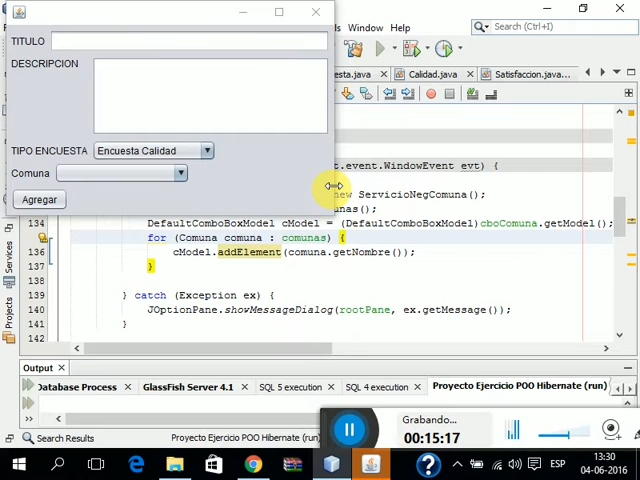 TITULO
DESCRIPCION
TIPO ENCUESTA
Encuesta Calidad
Comuna
Agregar
Window Help
Search (Ctrl+I)
esta.java
Calidad.java
Satisfaccion.java...
t.event.WindowEvent evt) {
new ServicioNegComuna();
unas();
134 DefaultComboBoxModel cModel = (DefaultComboBoxModel)cboComuna.getModel();
for (Comuna comuna : comunas) {
136 cModel.addElement(comuna.getNombre());
137 }
138
139 } catch (Exception ex) {
140 JOptionPane.showMessageDialog(rootPane, ex.getMessage());
141 }
142
Services
Projects
Output
Database Process
GlassFish Server 4.1
SQL 5 execution
SQL 4 execution
Proyecto Ejercicio POO Hibernate (run)
Search Results
Proyecto Ejercicio POO Hibernate
Grabando...
00:15:17
ESP
13:30
04-06-2016